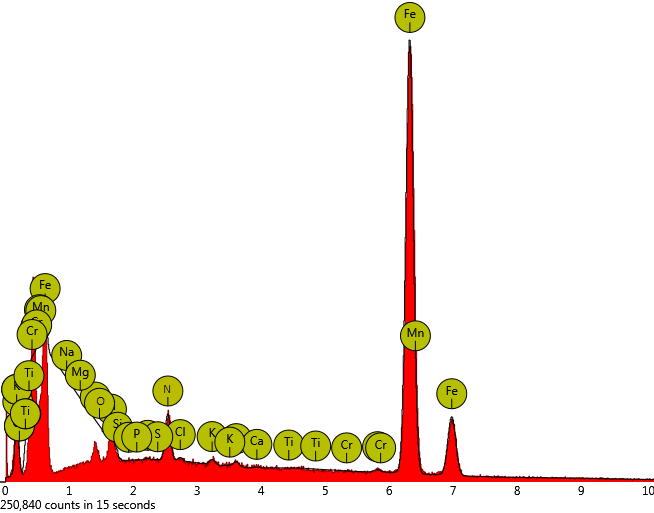 Fe
Fe
Mn
Cr
Cr
Ti
K
Ti
Na
Mg
O
Si
P
S
Cl
N
K
K
Ca
Ti
Ti
Cr
Cr
Mn
Fe
0 1 2 3 4 5 6 7 8 9 10
250,840 counts in 15 seconds